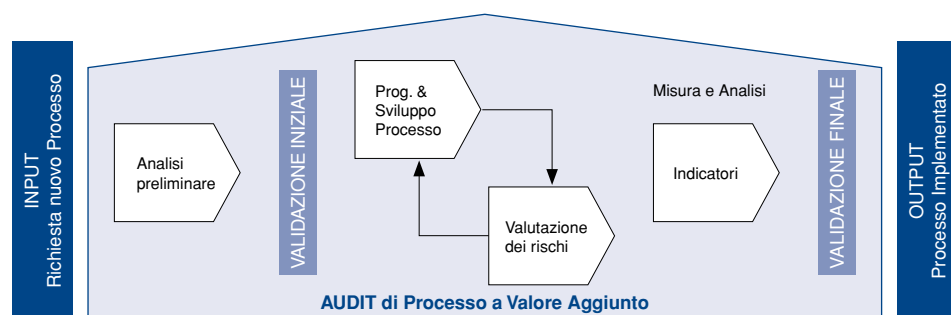 INPUT
Richiesta nuovo Processo
Analisi
preliminare
VALIDAZIONE INIZIALE
Prog. &
Sviluppo
Processo
Valutazione
dei rischi
Misura e Analisi
Indicatori
VALIDAZIONE FINALE
OUTPUT
Processo Implementato
AUDIT di Processo a Valore Aggiunto